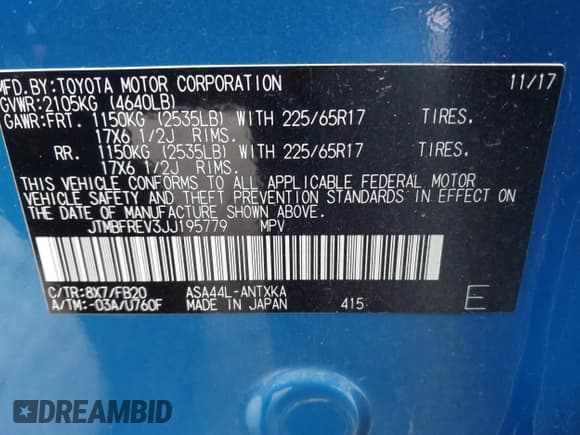 MFD. BY: TOYOTA MOTOR CORPORATION 11/17
GVWR: 2105KG (4640LB)
GAWR: FRT. 1150KG (2535LB) WITH 225/65R17 TIRES.
17X6 1/2J RIMS.
RR. 1150KG (2535LB) WITH 225/65R17 TIRES.
17X6 1/2J RIMS.
THIS VEHICLE CONFORMS TO ALL APPLICABLE FEDERAL MOTOR
VEHICLE SAFETY AND THEFT PREVENTION STANDARDS IN EFFECT ON
THE DATE OF MANUFACTURE SHOWN ABOVE.
JTMBFREV3JJ195779 MPV
C/TR: 8X7/FB20 ASA44L-ANTXKA
A/TM: -03A/U760F MADE IN JAPAN 415 E
DREAMBID